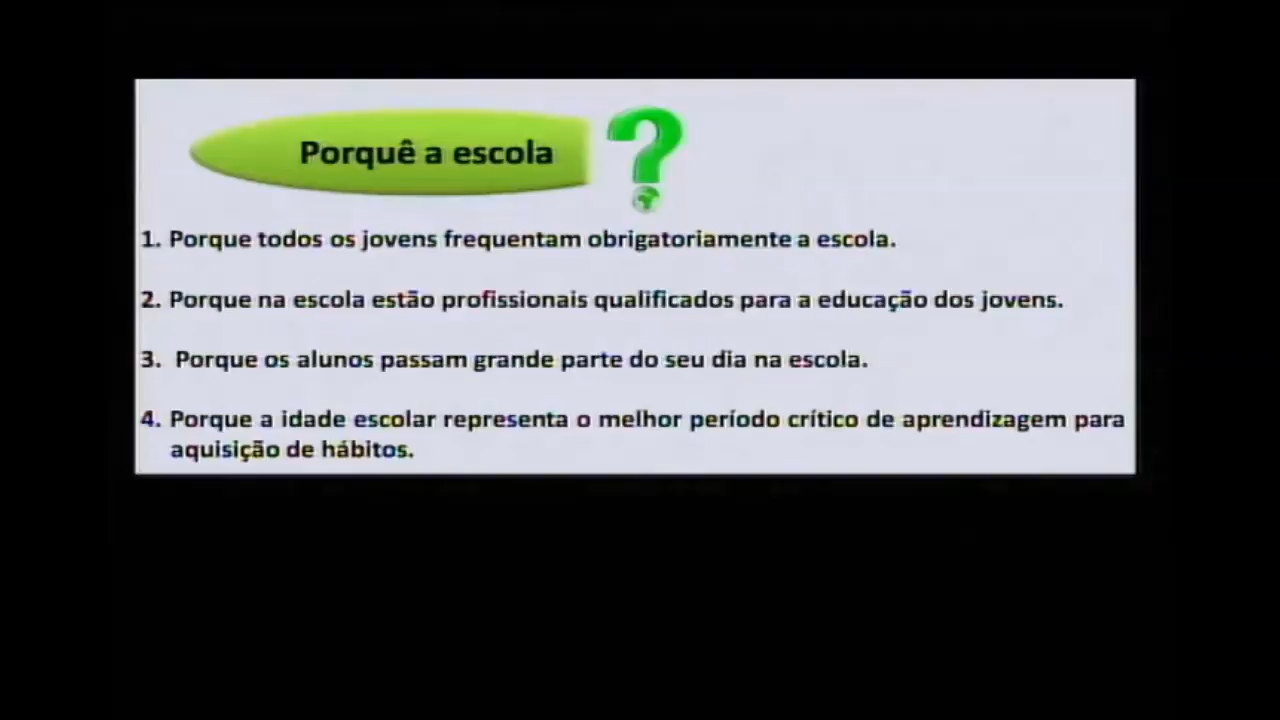 Porquê a escola ?
1. Porque todos os jovens frequentam obrigatoriamente a escola.
2. Porque na escola estão profissionais qualificados para a educação dos jovens.
3. Porque os alunos passam grande parte do seu dia na escola.
4. Porque a idade escolar representa o melhor período crítico de aprendizagem para
aquisição de hábitos.